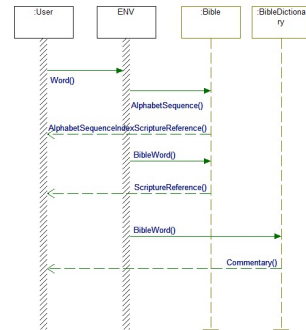 :User
ENV
:Bible
:BibleDictiona
ry
Word()
AlphabetSequence()
AlphabetSequenceIndexScriptureReference()
BibleWord()
ScriptureReference()
BibleWord()
Commentary()